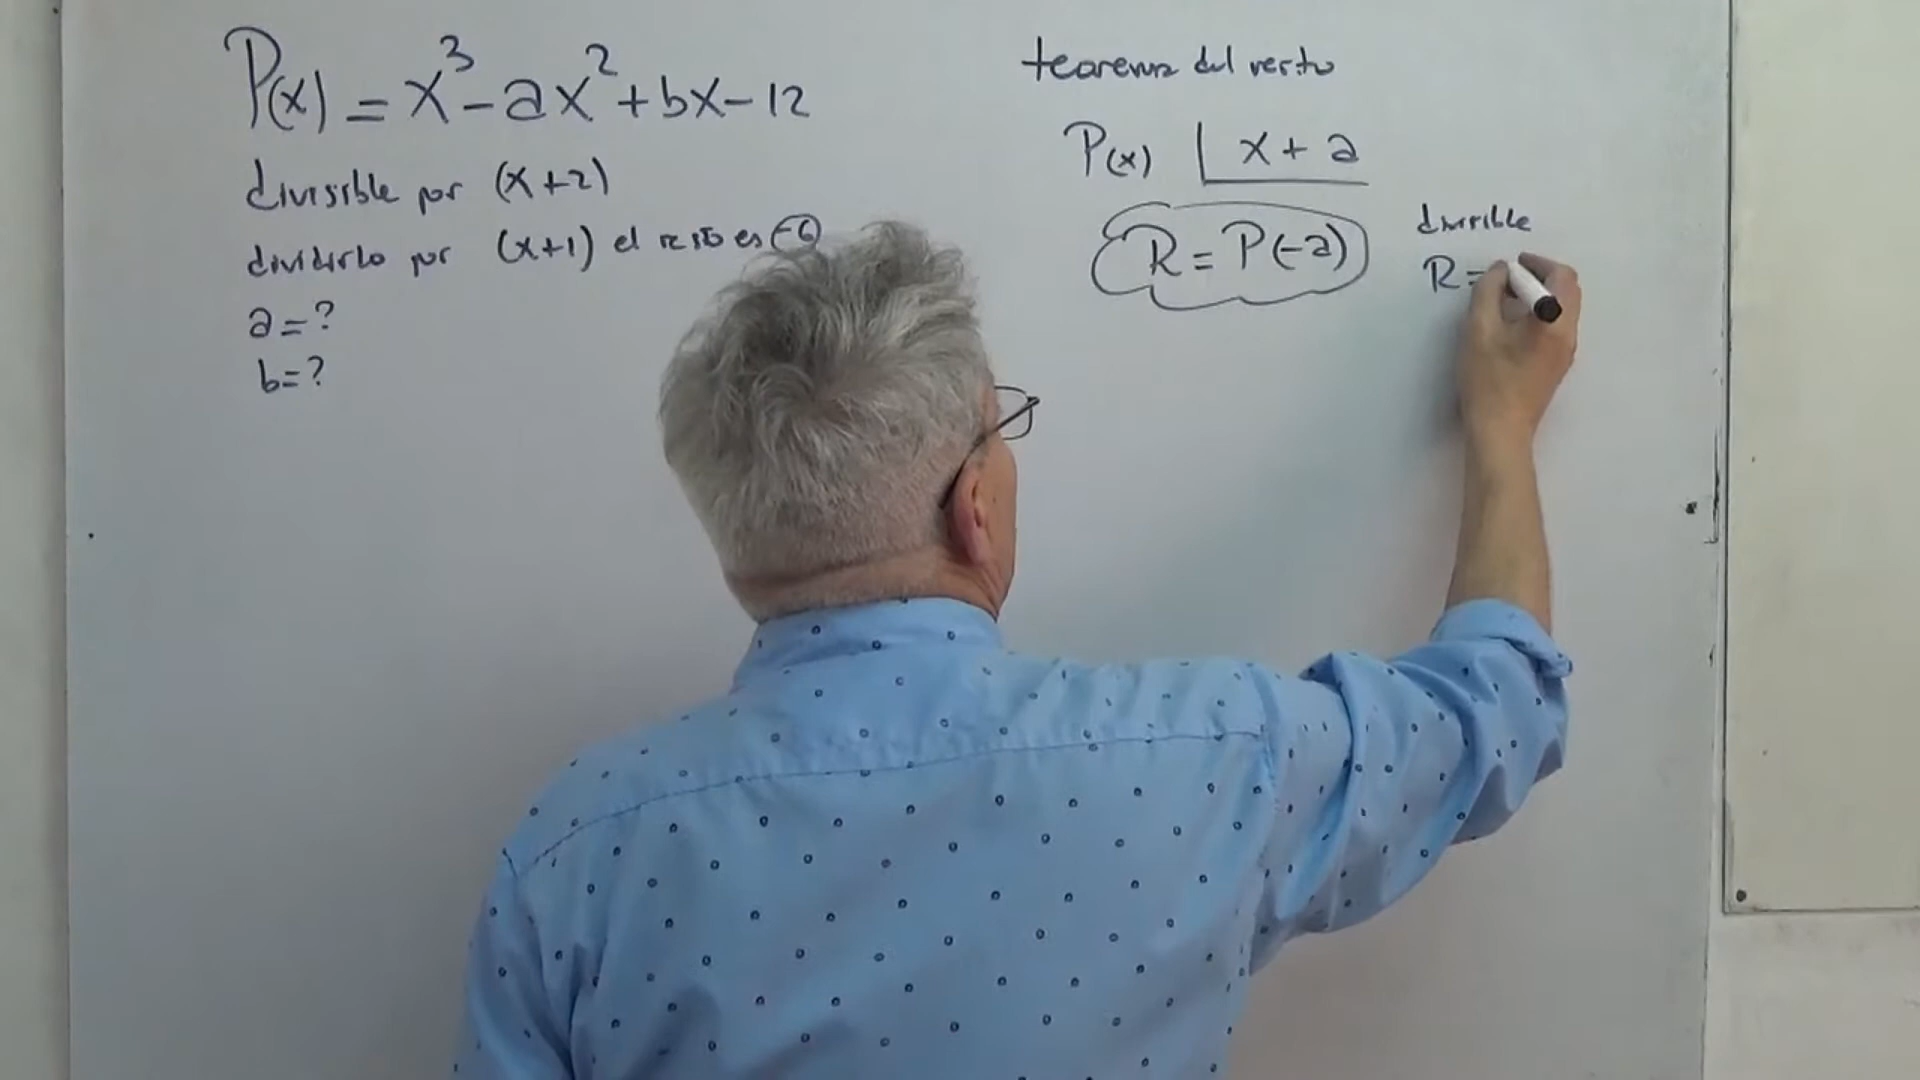 P(x) = x³ - ax² + bx - 12
divisible por (x+2)
dividirlo por (x+1) el resto es -6
a = ?
b = ?
teorema del resto
P(x) | x + a
R = P(-a)
divisible
R =